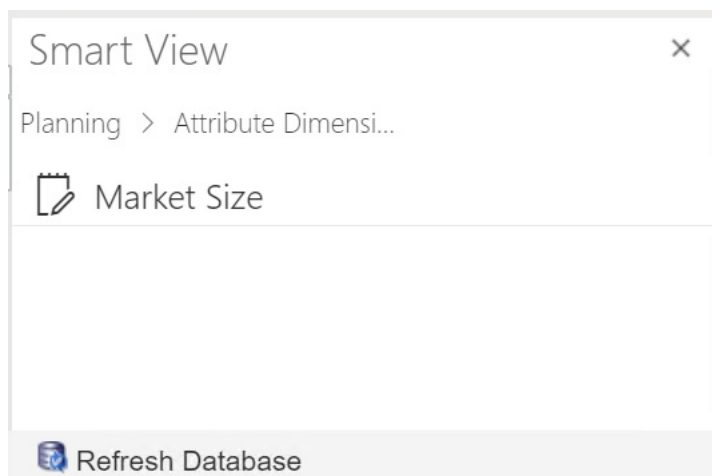 Smart View
Planning > Attribute Dimensi...
Market Size
Refresh Database